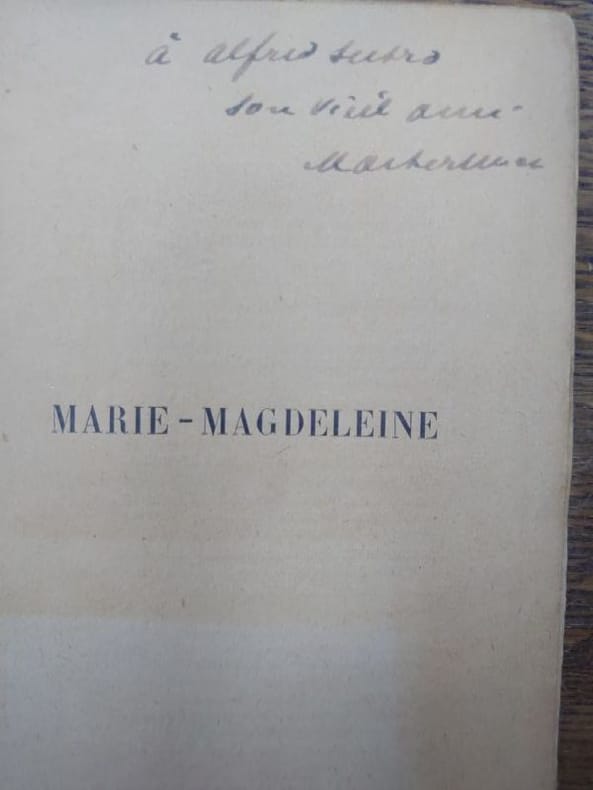 à alfred sutro
son vieil ami
Maeterlinck
MARIE-MAGDELEINE